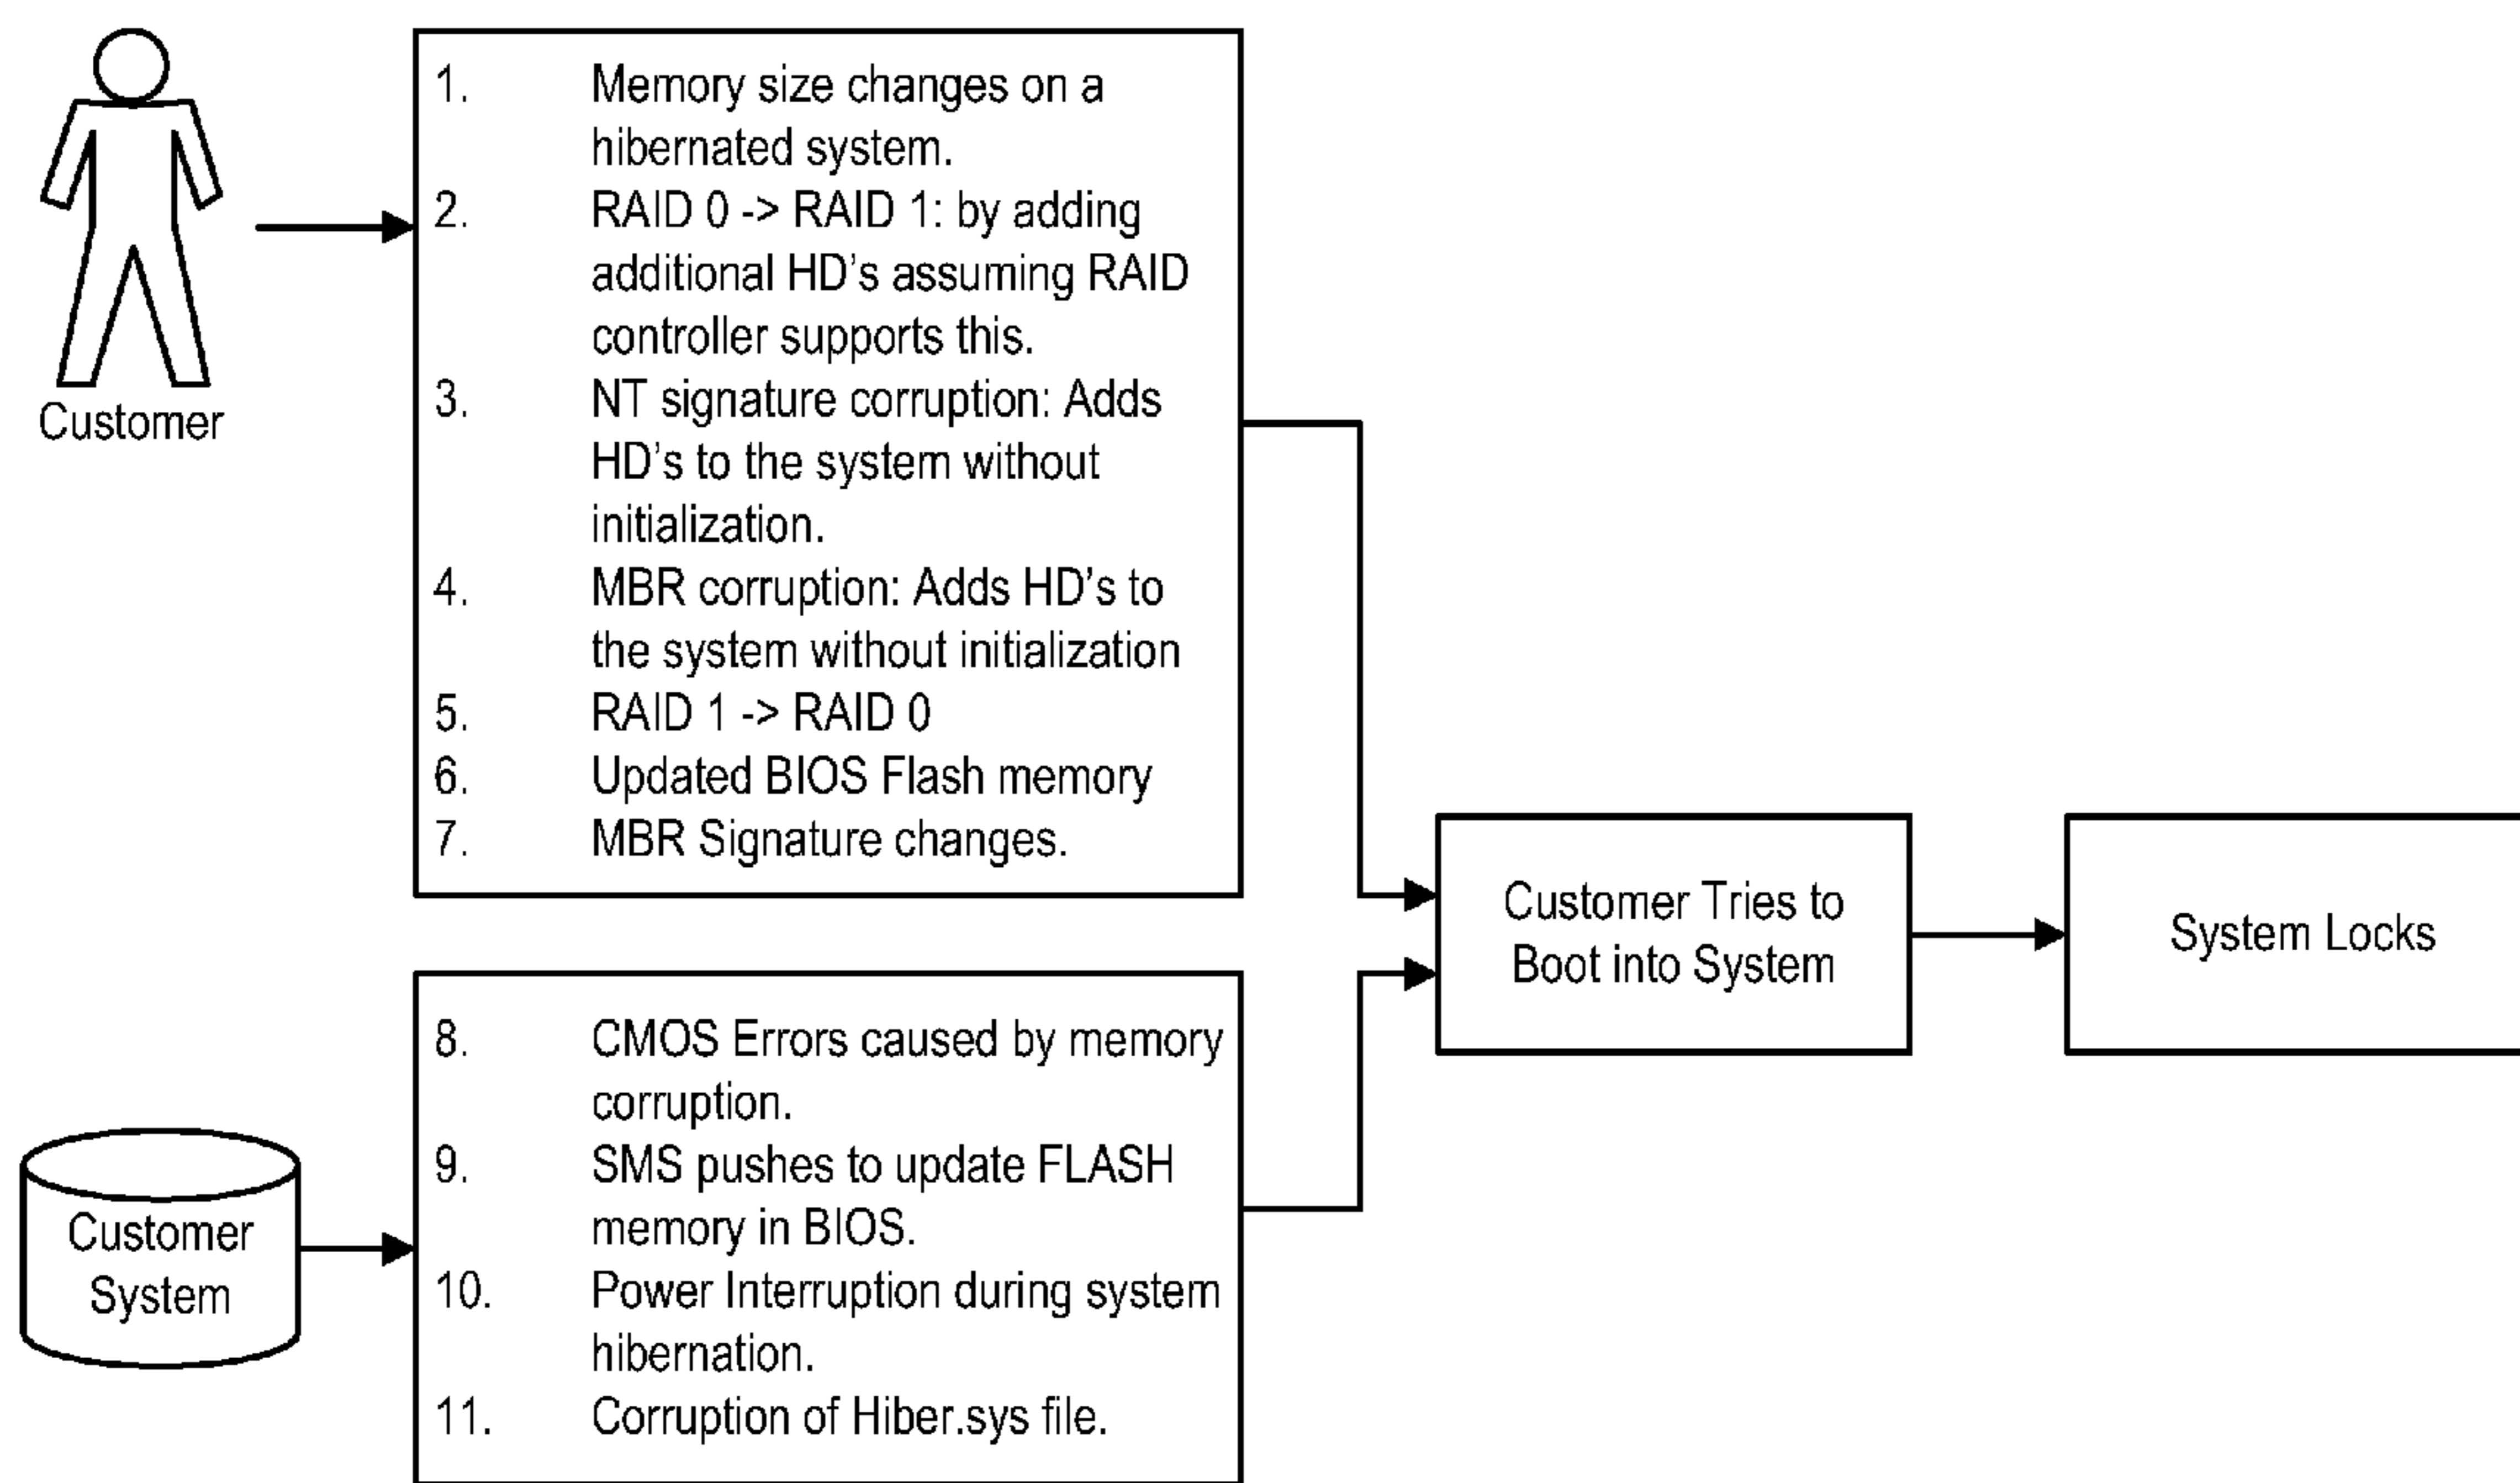 Customer
1. Memory size changes on a
hibernated system.
2. RAID 0 -> RAID 1: by adding
additional HD's assuming RAID
controller supports this.
3. NT signature corruption: Adds
HD's to the system without
initialization.
4. MBR corruption: Adds HD's to
the system without initialization
5. RAID 1 -> RAID 0
6. Updated BIOS Flash memory
7. MBR Signature changes.
Customer
System
8. CMOS Errors caused by memory
corruption.
9. SMS pushes to update FLASH
memory in BIOS.
10. Power Interruption during system
hibernation.
11. Corruption of Hiber.sys file.
Customer Tries to
Boot into System
System Locks